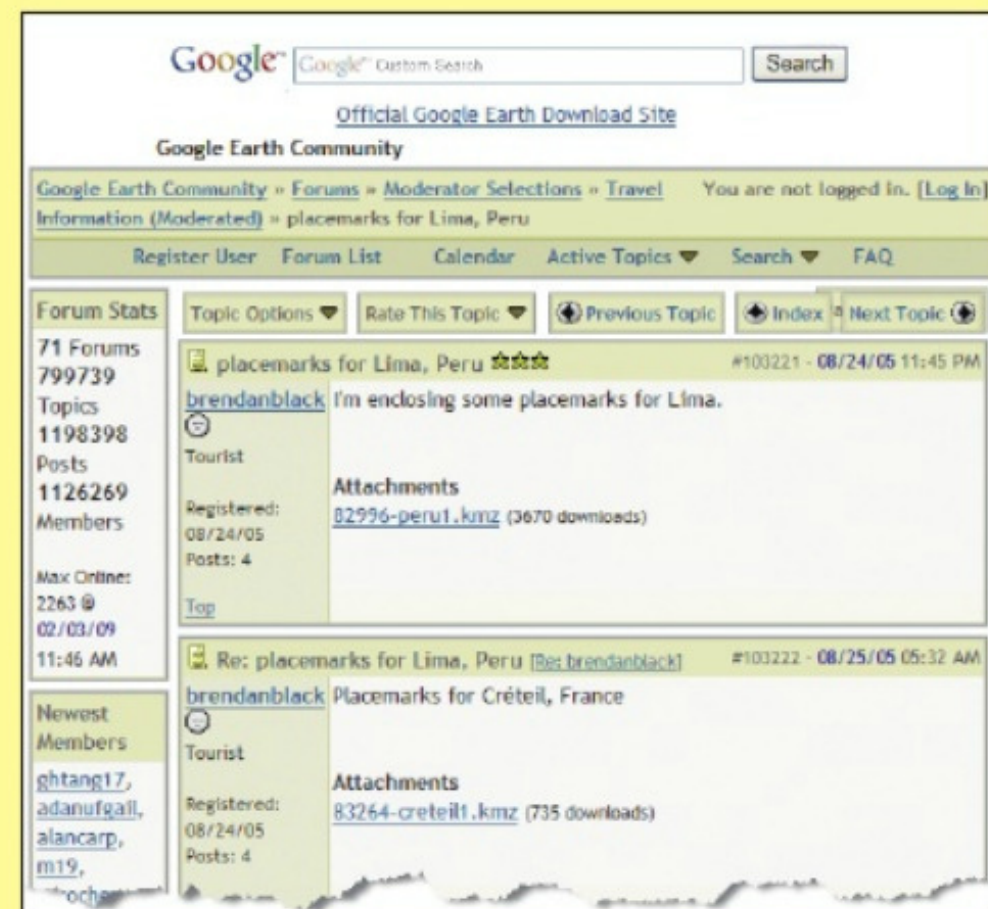 Google™ Google™ Custom Search Search
Official Google Earth Download Site
Google Earth Community
Google Earth Community » Forums » Moderator Selections » Travel You are not logged in. [Log In]
Information (Moderated) » placemarks for Lima, Peru
Register User Forum List Calendar Active Topics Search FAQ
Forum Stats
71 Forums
799739
Topics
1198398
Posts
1126269
Members
Max Online:
2263 @
02/03/09
11:46 AM
Newest
Members
ghtang17,
adanufgail,
alancarp,
m19,
Topic Options Rate This Topic Previous Topic Index Next Topic
placemarks for Lima, Peru #103221 - 08/24/05 11:45 PM
brendanblack I'm enclosing some placemarks for Lima.
Tourist
Attachments
Registered: 82996-peru1.kmz (3670 downloads)
08/24/05
Posts: 4
Top
Re: placemarks for Lima, Peru [Re: brendanblack] #103222 - 08/25/05 05:32 AM
brendanblack Placemarks for Créteil, France
Tourist
Attachments
Registered: 83264-creteil1.kmz (735 downloads)
08/24/05
Posts: 4